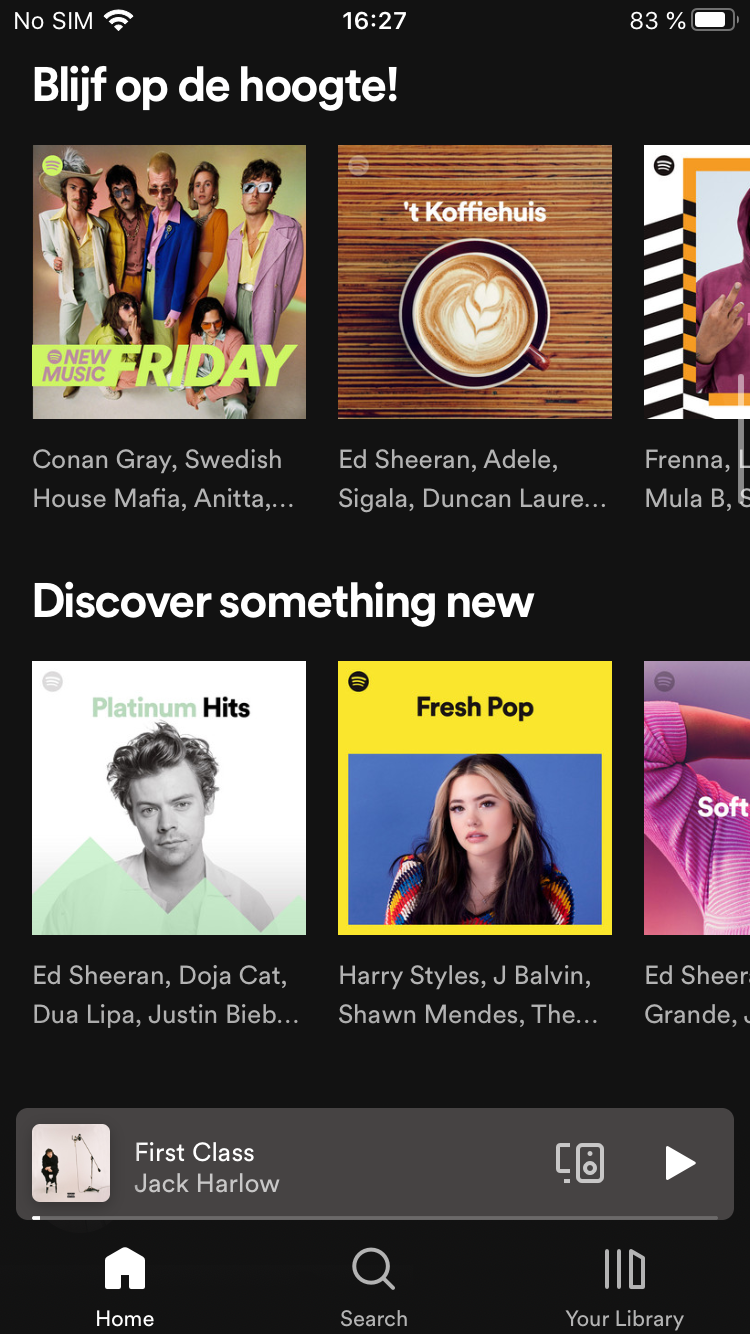 No SIM 16:27 83 %
Blijf op de hoogte!
NEW
MUSIC FRIDAY
't Koffiehuis
Conan Gray, Swedish
House Mafia, Anitta,...
Ed Sheeran, Adele,
Sigala, Duncan Laure...
Frenna,
Mula B,
Discover something new
Platinum Hits
Fresh Pop
Soft
Ed Sheeran, Doja Cat,
Dua Lipa, Justin Bieb...
Harry Styles, J Balvin,
Shawn Mendes, The...
Ed Sheer
Grande,
First Class
Jack Harlow
Home
Search
Your Library